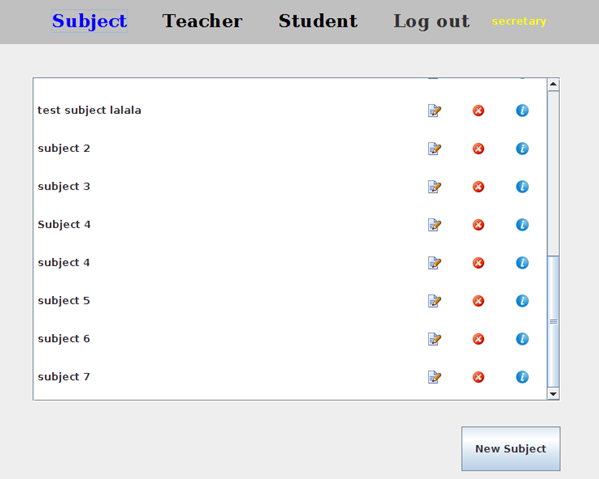 Subject Teacher Student Log out secretary
test subject lalala
subject 2
subject 3
Subject 4
subject 4
subject 5
subject 6
subject 7
New Subject